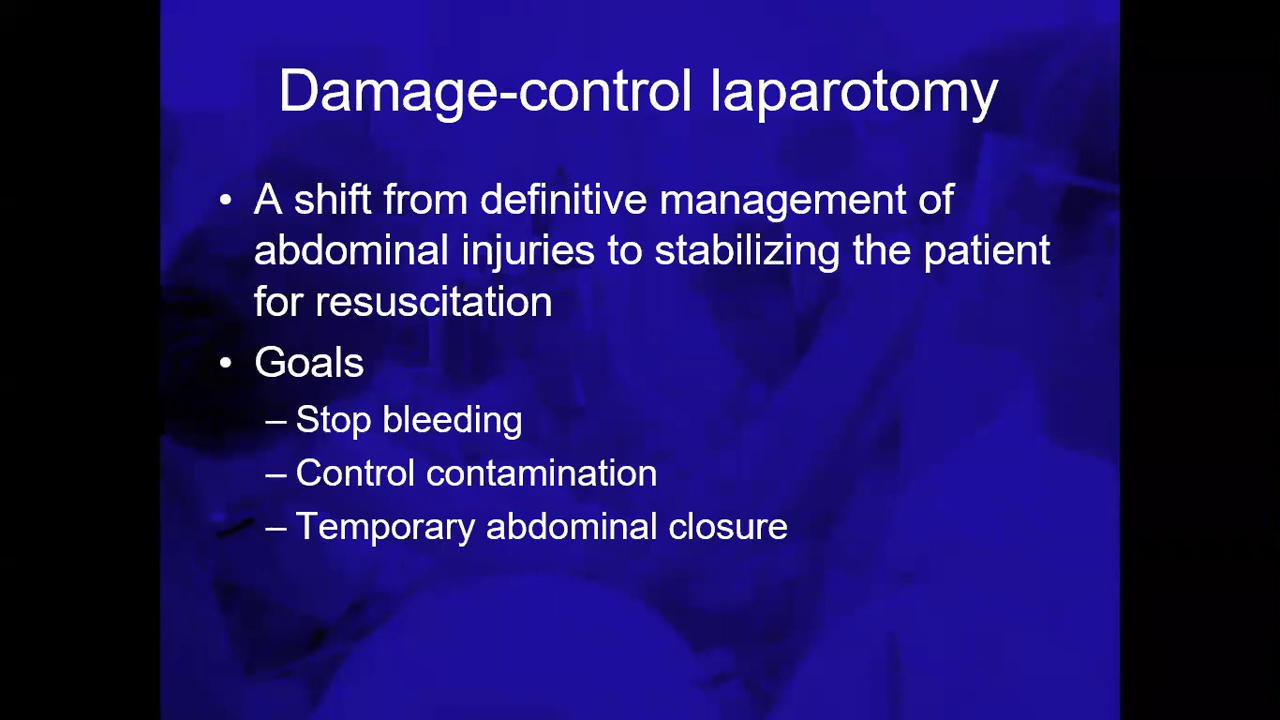 Damage-control laparotomy
• A shift from definitive management of
abdominal injuries to stabilizing the patient
for resuscitation
• Goals
– Stop bleeding
– Control contamination
– Temporary abdominal closure